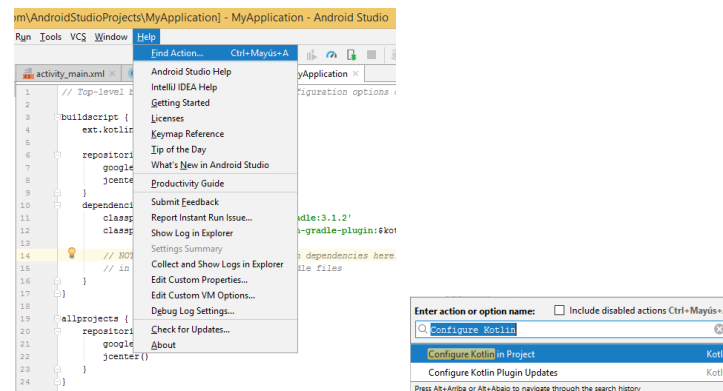 om\AndroidStudioProjects\MyApplication] - MyApplication - Android Studio
Run Tools VCS Window Help
activity_main.xml
yApplication
Find Action... Ctrl+Mayús+A
Android Studio Help
IntelliJ IDEA Help
Getting Started
Licenses
Keymap Reference
Tip of the Day
What's New in Android Studio
Productivity Guide
Submit Feedback
Report Instant Run Issue...
Show Log in Explorer
Settings Summary
Collect and Show Logs in Explorer
Edit Custom Properties...
Edit Custom VM Options...
Debug Log Settings...
Check for Updates...
About
1 // Top-level b figuration options
2
3 buildscript {
4 ext.kotlin
5
6 repositori
7 google
8 jcente
9 }
10 dependenci
11 classp dle:3.1.2'
12 classp -gradle-plugin:$kot
13
14 // NOT dependencies here
15 // in dle files
16 }
17 }
18
19 allprojects {
20 repositori
21 google
22 jcenter()
23 }
24 }
Enter action or option name: Include disabled actions Ctrl+Mayús+
Configure Kotlin
Configure Kotlin in Project Kotl
Configure Kotlin Plugin Updates Kotl
Press Alt+Arriba or Alt+Abajo to navigate through the search history